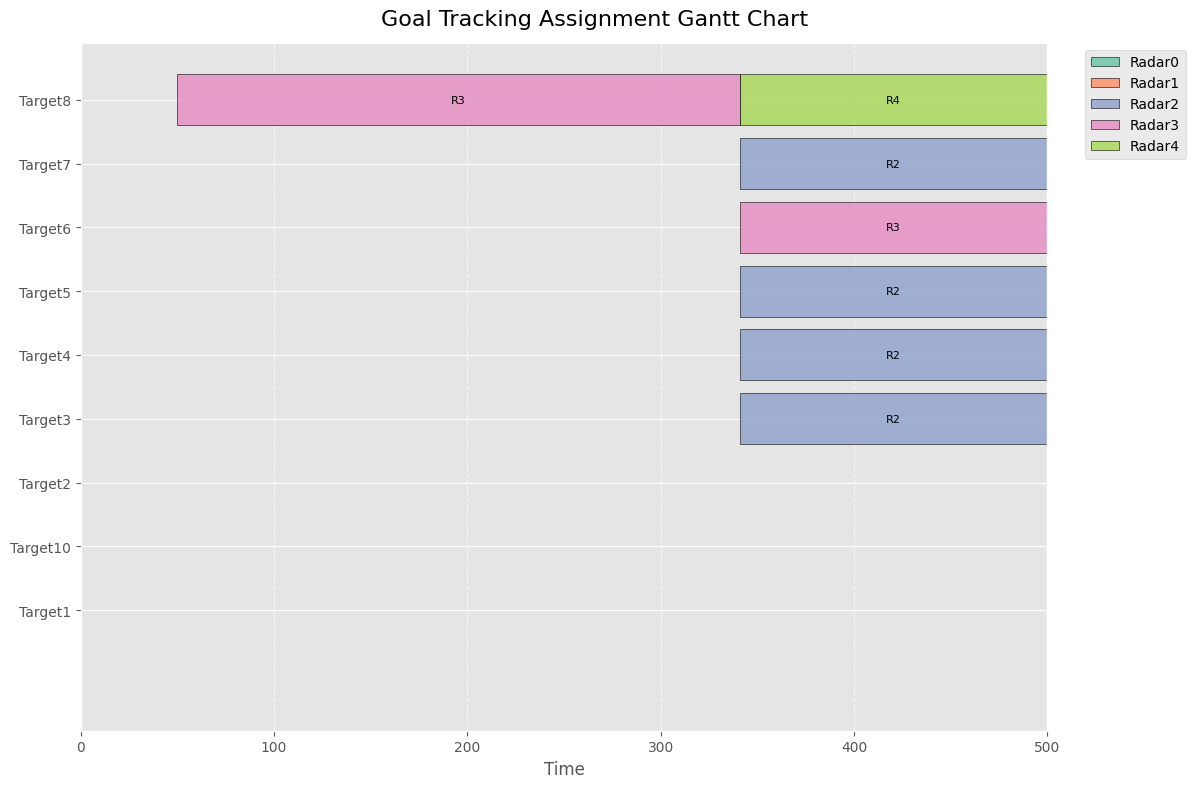 Goal Tracking Assignment Gantt Chart
Radar0
Radar1
Radar2
Radar3
Radar4
Target8
R3
R4
Target7
R2
Target6
R3
Target5
R2
Target4
R2
Target3
R2
Target2
Target10
Target1
0 100 200 300 400 500
Time